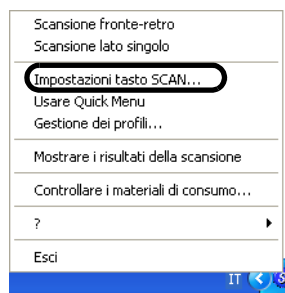 Scansione fronte-retro
Scansione lato singolo
Impostazioni tasto SCAN...
Usare Quick Menu
Gestione dei profili...
Mostrare i risultati della scansione
Controllare i materiali di consumo...
?
Esci
IT